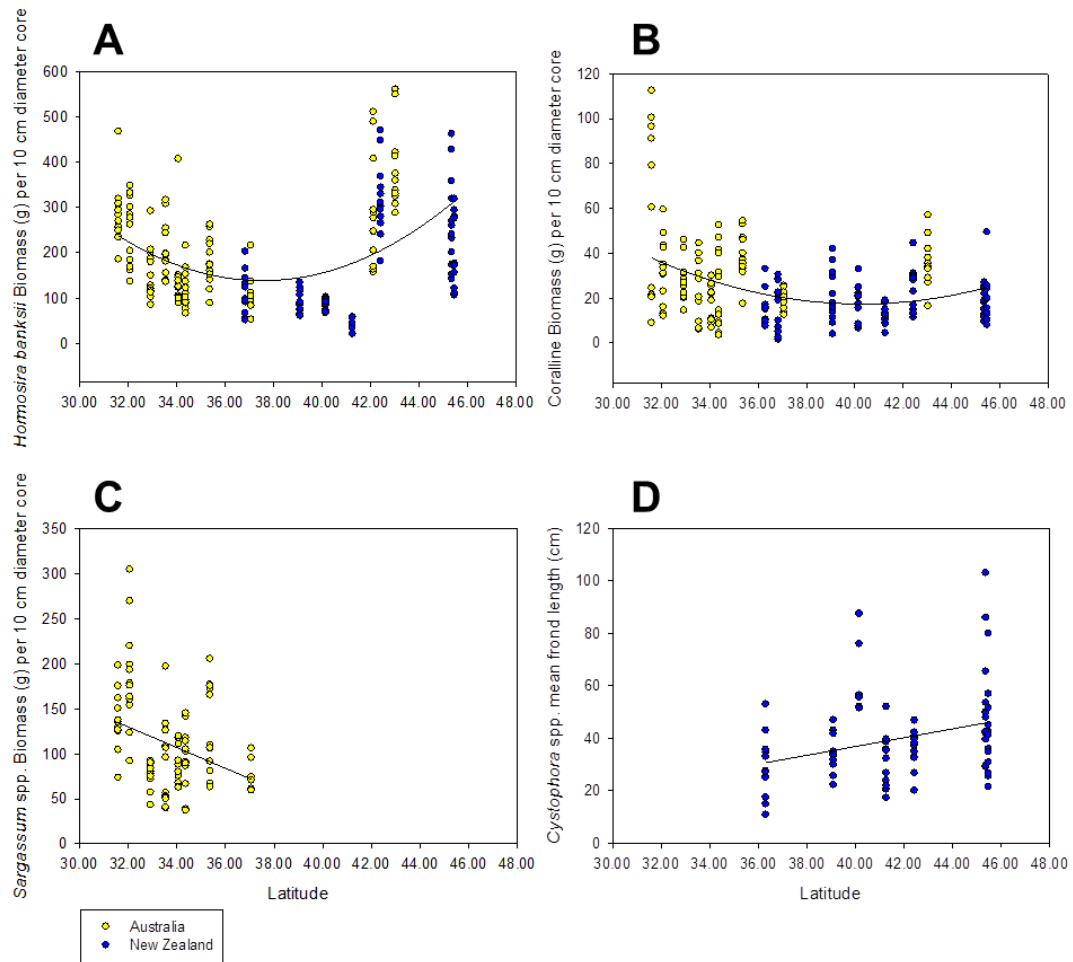 A
Hormosira banksii Biomass (g) per 10 cm diameter core
600
500
400
300
200
100
0
30.00 32.00 34.00 36.00 38.00 40.00 42.00 44.00 46.00 48.00
B
Coralline Biomass (g) per 10 cm diameter core
120
100
80
60
40
20
0
30.00 32.00 34.00 36.00 38.00 40.00 42.00 44.00 46.00 48.00
C
Sargassum spp. Biomass (g) per 10 cm diameter core
350
300
250
200
150
100
50
0
30.00 32.00 34.00 36.00 38.00 40.00 42.00 44.00 46.00 48.00
Latitude
D
Cystophora spp. mean frond length (cm)
120
100
80
60
40
20
0
30.00 32.00 34.00 36.00 38.00 40.00 42.00 44.00 46.00 48.00
Latitude
Australia
New Zealand